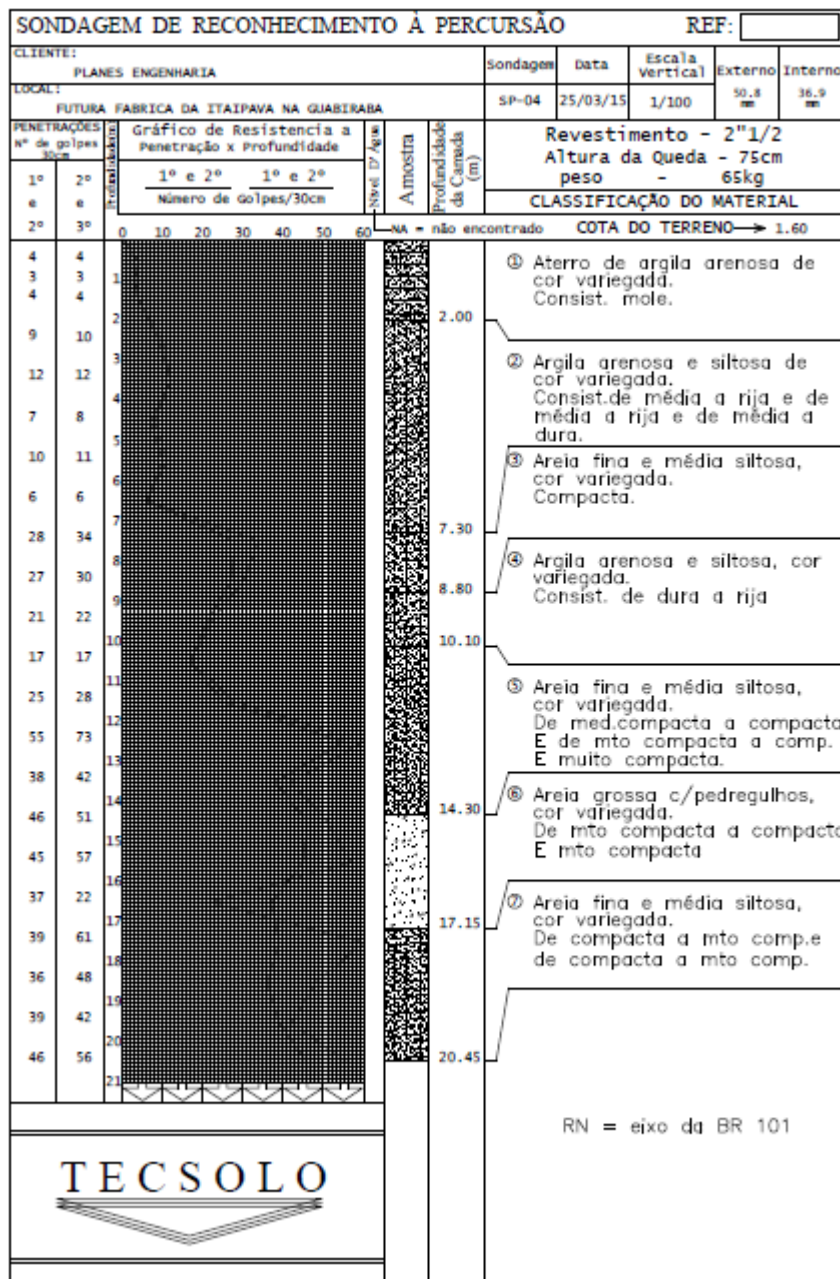 SONDAGEM DE RECONHECIMENTO À PERCURSÃO REF:
CLIENTE:
PLANES ENGENHARIA
LOCAL:
FUTURA FABRICA DA ITAIPAVA NA GUABIRABA
Sondagem Data Escala Vertical Externo Interno
SP-04 25/03/15 1/100 50.8 mm 36.9 mm
PENETRAÇÕES
Nº de golpes
30cm
1º 2º
e e
2º 3º
Profundidade(m)
Gráfico de Resistencia a
Penetração x Profundidade
1º e 2º 1º e 2º
Número de Golpes/30cm
0 10 20 30 40 50 60
Nível D'Água
Amostra
Profundidade
da Camada
(m)
Revestimento - 2"1/2
Altura da Queda - 75cm
peso - 65kg
CLASSIFICAÇÃO DO MATERIAL
NA = não encontrado COTA DO TERRENO 1.60
4 4
3 3
4 4
9 10
12 12
7 8
10 11
6 6
28 34
27 30
21 22
17 17
25 28
55 73
38 42
46 51
45 57
37 22
39 61
36 48
39 42
46 56
1
2
3
4
5
6
7
8
9
10
11
12
13
14
15
16
17
18
19
20
21
2.00
7.30
8.80
10.10
14.30
17.15
20.45
① Aterro de argila arenosa de
cor variegada.
Consist. mole.
② Argila arenosa e siltosa de
cor variegada.
Consist.de média a rija e de
média a rija e de média a
dura.
③ Areia fina e média siltosa,
cor variegada.
Compacta.
④ Argila arenosa e siltosa, cor
variegada.
Consist. de dura a rija
⑤ Areia fina e média siltosa,
cor variegada.
De med.compacta a compacta
E de mto compacta a comp.
E muito compacta.
⑥ Areia grossa c/pedregulhos,
cor variegada.
De mto compacta a compacta
E mto compacta
⑦ Areia fina e média siltosa,
cor variegada.
De compacta a mto comp.e
de compacta a mto comp.
RN = eixo da BR 101
TECSOLO